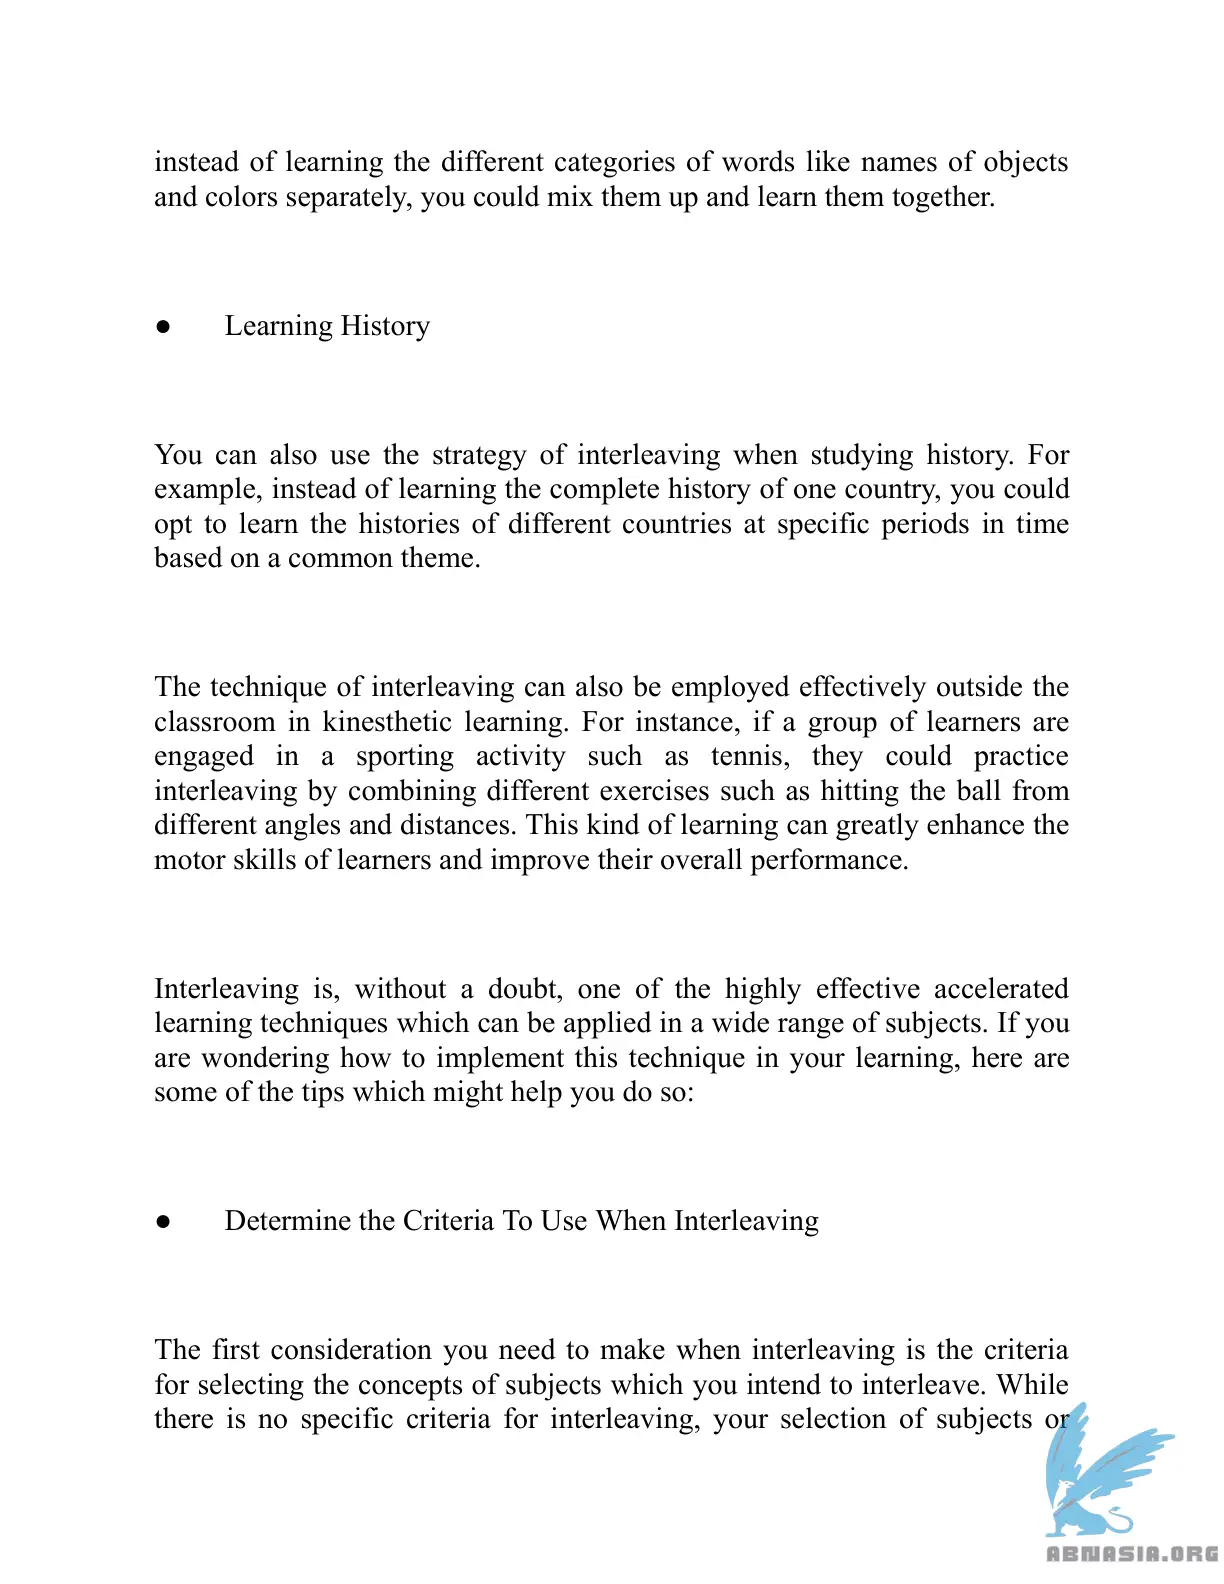 instead of learning the different categories of words like names of objects
and colors separately, you could mix them up and learn them together.
● Learning History
You can also use the strategy of interleaving when studying history. For
example, instead of learning the complete history of one country, you could
opt to learn the histories of different countries at specific periods in time
based on a common theme.
The technique of interleaving can also be employed effectively outside the
classroom in kinesthetic learning. For instance, if a group of learners are
engaged in a sporting activity such as tennis, they could practice
interleaving by combining different exercises such as hitting the ball from
different angles and distances. This kind of learning can greatly enhance the
motor skills of learners and improve their overall performance.
Interleaving is, without a doubt, one of the highly effective accelerated
learning techniques which can be applied in a wide range of subjects. If you
are wondering how to implement this technique in your learning, here are
some of the tips which might help you do so:
● Determine the Criteria To Use When Interleaving
The first consideration you need to make when interleaving is the criteria
for selecting the concepts of subjects which you intend to interleave. While
there is no specific criteria for interleaving, your selection of subjects or
ABNASIA.ORG